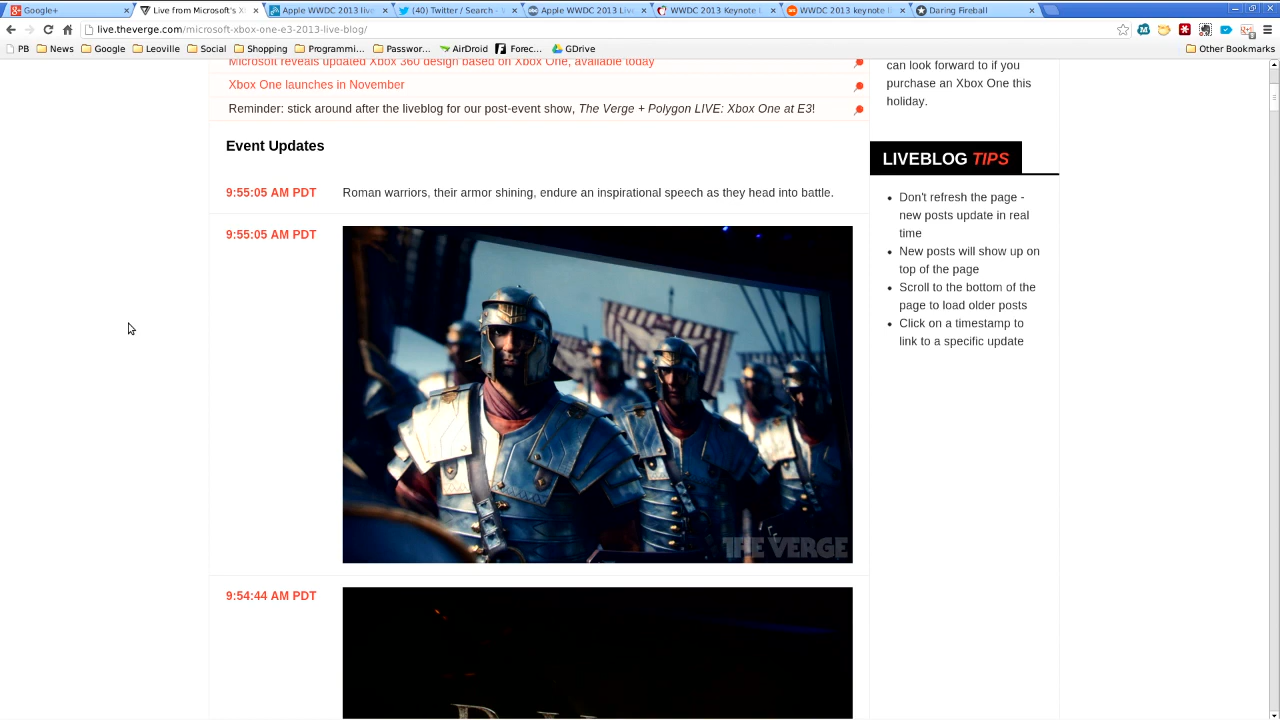 Google+
Live from Microsoft's X
Apple WWDC 2013 live
(40) Twitter / Search -
Apple WWDC 2013 Live
WWDC 2013 Keynote L
WWDC 2013 keynote li
Daring Fireball
live.theverge.com/microsoft-xbox-one-e3-2013-live-blog/
PB
News
Google
Leoville
Social
Shopping
Programmi...
Passwor...
AirDroid
Forec...
GDrive
Other Bookmarks
Microsoft reveals updated Xbox 360 design based on Xbox One, available today
Xbox One launches in November
Reminder: stick around after the liveblog for our post-event show, The Verge + Polygon LIVE: Xbox One at E3!
Event Updates
9:55:05 AM PDT
Roman warriors, their armor shining, endure an inspirational speech as they head into battle.
9:55:05 AM PDT
THE VERGE
9:54:44 AM PDT
can look forward to if you
purchase an Xbox One this
holiday.
LIVEBLOG TIPS
Don't refresh the page -
new posts update in real
time
New posts will show up on
top of the page
Scroll to the bottom of the
page to load older posts
Click on a timestamp to
link to a specific update